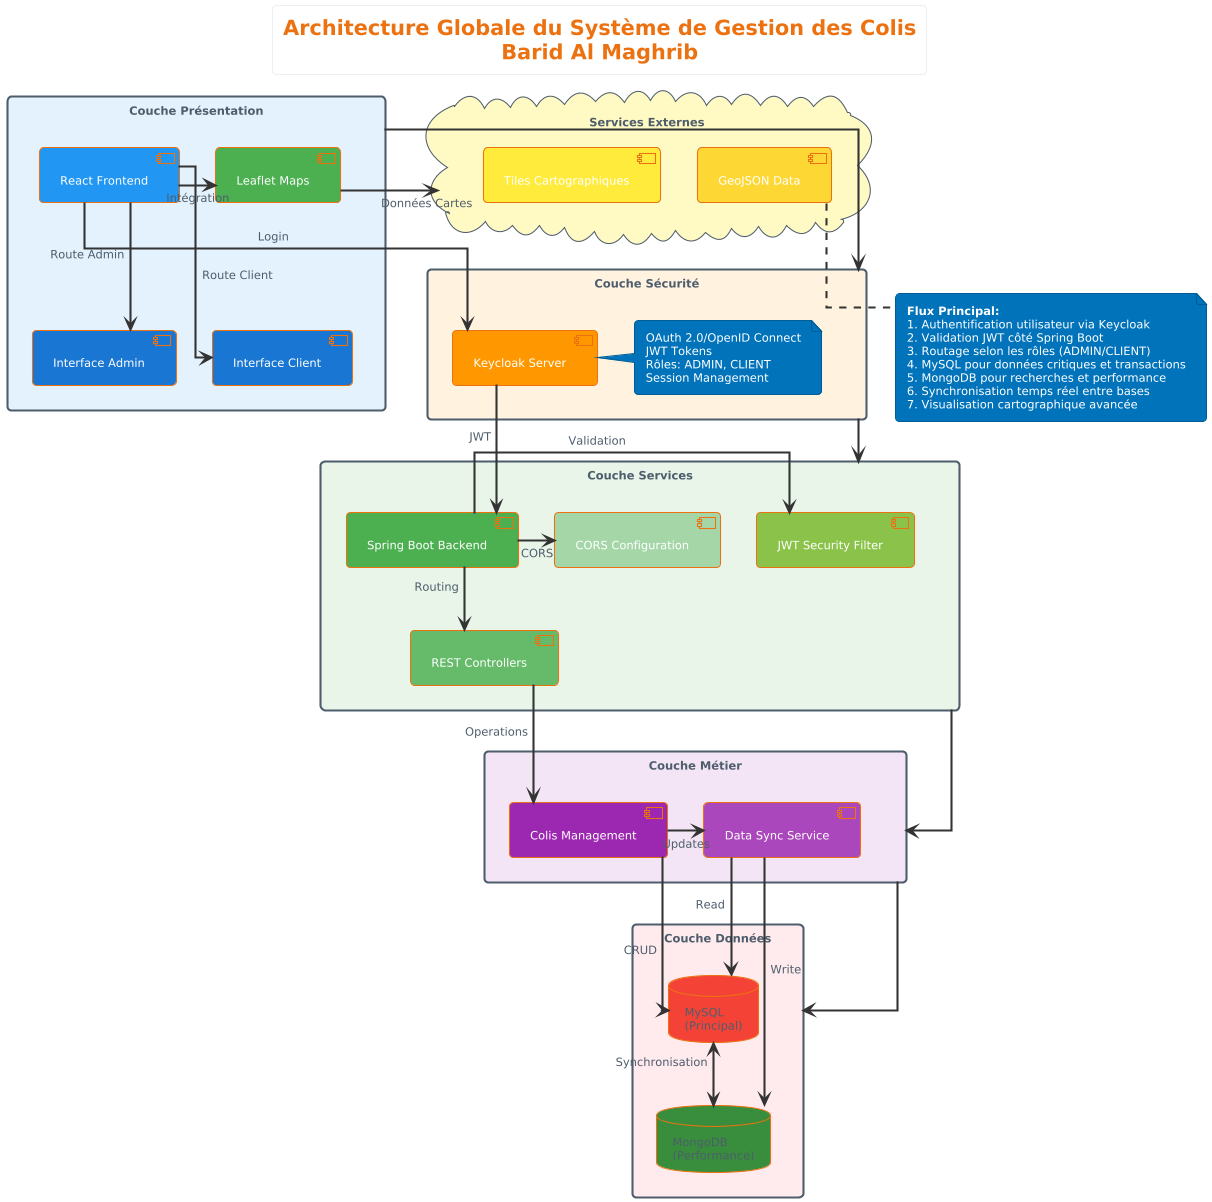 Architecture Globale du Système de Gestion des Colis
Barid Al Maghrib
Couche Présentation
React Frontend
Leaflet Maps
Intégration
Route Admin
Route Client
Login
Interface Admin
Interface Client
Données Cartes
Services Externes
Tiles Cartographiques
GeoJSON Data
Couche Sécurité
Keycloak Server
OAuth 2.0/OpenID Connect
JWT Tokens
Rôles: ADMIN, CLIENT
Session Management
Flux Principal:
1. Authentification utilisateur via Keycloak
2. Validation JWT côté Spring Boot
3. Routage selon les rôles (ADMIN/CLIENT)
4. MySQL pour données critiques et transactions
5. MongoDB pour recherches et performance
6. Synchronisation temps réel entre bases
7. Visualisation cartographique avancée
JWT
Validation
Couche Services
Spring Boot Backend
CORS
CORS Configuration
JWT Security Filter
Routing
REST Controllers
Operations
Couche Métier
Colis Management
Updates
Data Sync Service
Read
CRUD
Write
Couche Données
MySQL
(Principal)
Synchronisation
MongoDB
(Performance)